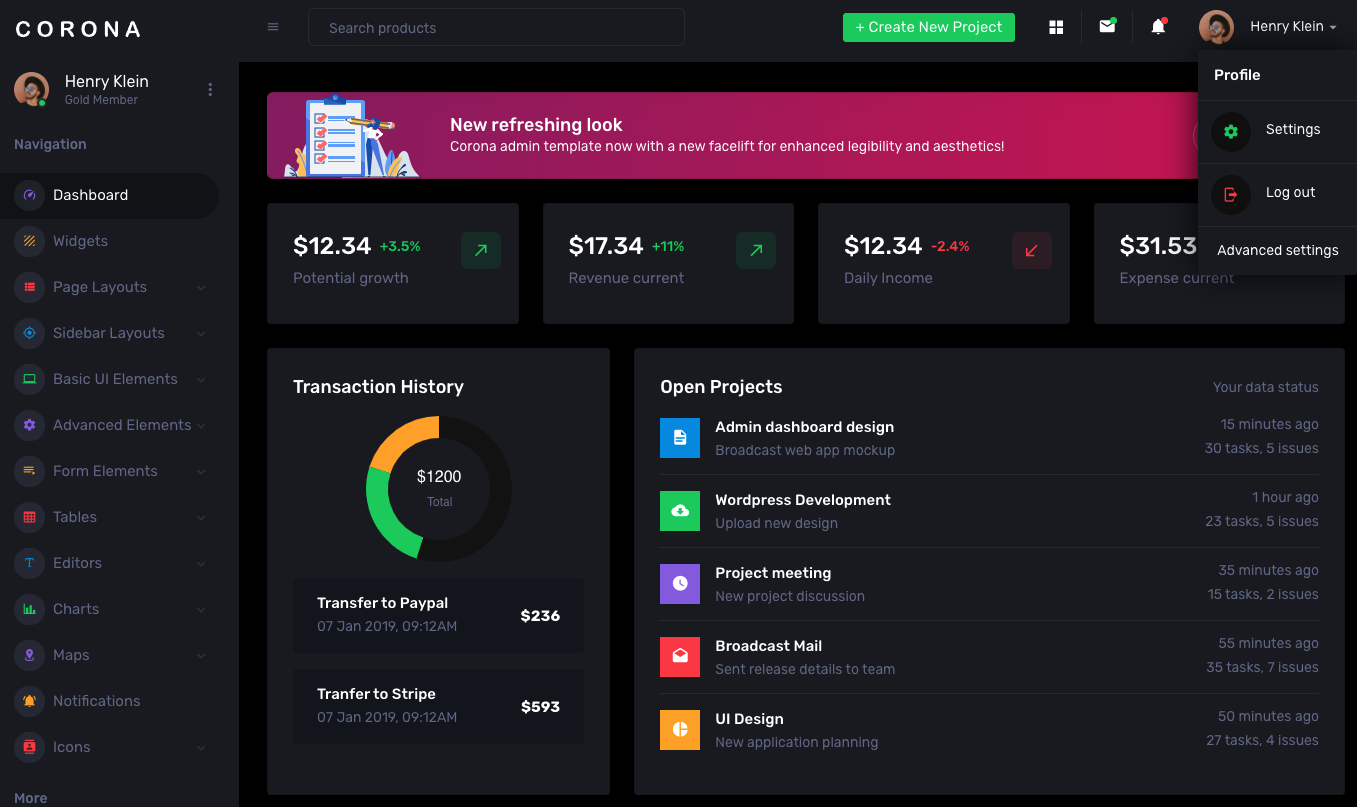 CORONA
Search products
+ Create New Project
Henry Klein
Henry Klein
Gold Member
Navigation
Dashboard
Widgets
Page Layouts
Sidebar Layouts
Basic UI Elements
Advanced Elements
Form Elements
Tables
Editors
Charts
Maps
Notifications
Icons
More
Profile
Settings
Log out
Advanced settings
New refreshing look
Corona admin template now with a new facelift for enhanced legibility and aesthetics!
$12.34 +3.5%
Potential growth
$17.34 +11%
Revenue current
$12.34 -2.4%
Daily Income
$31.53
Expense current
Transaction History
$1200
Total
Transfer to Paypal
07 Jan 2019, 09:12AM
$236
Tranfer to Stripe
07 Jan 2019, 09:12AM
$593
Open Projects
Your data status
Admin dashboard design
Broadcast web app mockup
15 minutes ago
30 tasks, 5 issues
Wordpress Development
Upload new design
1 hour ago
23 tasks, 5 issues
Project meeting
New project discussion
35 minutes ago
15 tasks, 2 issues
Broadcast Mail
Sent release details to team
55 minutes ago
35 tasks, 7 issues
UI Design
New application planning
50 minutes ago
27 tasks, 4 issues